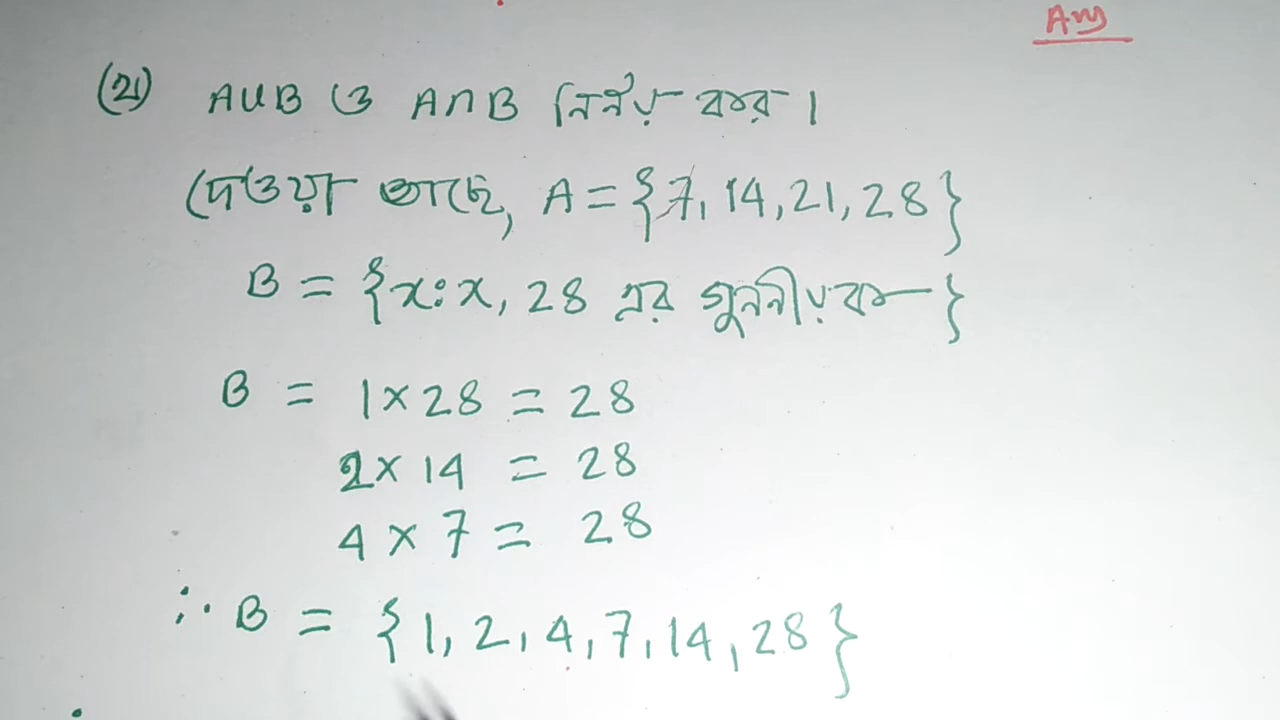 Ans
(২) A∪B ও A∩B নির্ণয় কর।
দেওয়া আছে, A = {7, 14, 21, 28}
B = {x : x, 28 এর গুননীয়ক}
B = 1 × 28 = 28
2 × 14 = 28
4 × 7 = 28
∴ B = {1, 2, 4, 7, 14, 28}